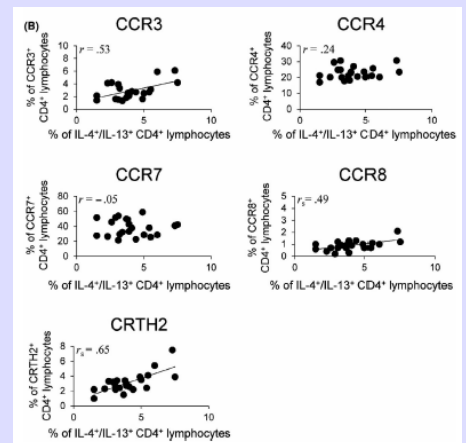 (B)
CCR3
r = .53
% of CCR3⁺
CD4⁺ lymphocytes
6
4
2
0
0 5 10
% of IL-4⁺/IL-13⁺ CD4⁺ lymphocytes
CCR4
r = .24
% of CCR4⁺
CD4⁺ lymphocytes
40
30
20
10
0
0 5 10
% of IL-4⁺/IL-13⁺ CD4⁺ lymphocytes
CCR7
r = −.05
% of CCR7⁺
CD4⁺ lymphocytes
80
60
40
20
0
0 5 10
% of IL-4⁺/IL-13⁺ CD4⁺ lymphocytes
CCR8
rₛ= .49
% of CCR8⁺
CD4⁺ lymphocytes
5
4
3
2
1
0
0 5 10
% of IL-4⁺/IL-13⁺ CD4⁺ lymphocytes
CRTH2
rₛ = .65
% of CRTH2⁺
CD4⁺ lymphocytes
8
6
4
2
0
0 5 10
% of IL-4⁺/IL-13⁺ CD4⁺ lymphocytes